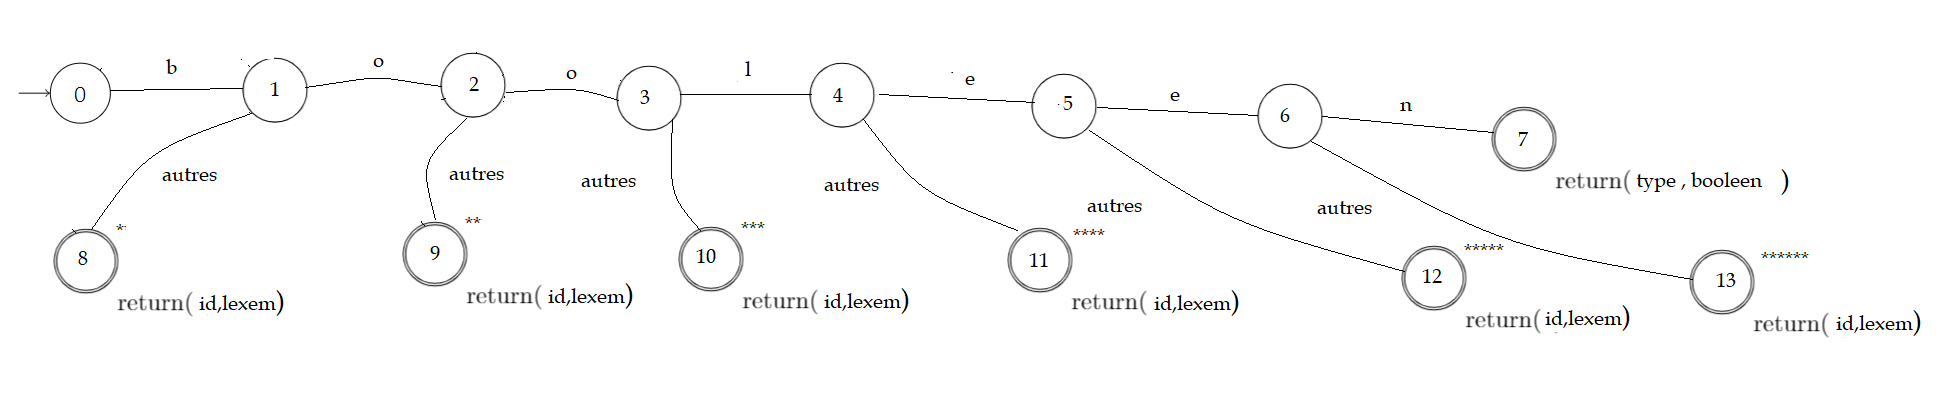 b o o l e e n
0 1 2 3 4 5 6 7
autres autres autres autres autres autres
return( type , booleen )
8 * 9 ** 10 *** 11 **** 12 ***** 13 ******
return( id,lexem) return( id,lexem) return( id,lexem) return( id,lexem) return( id,lexem) return( id,lexem)